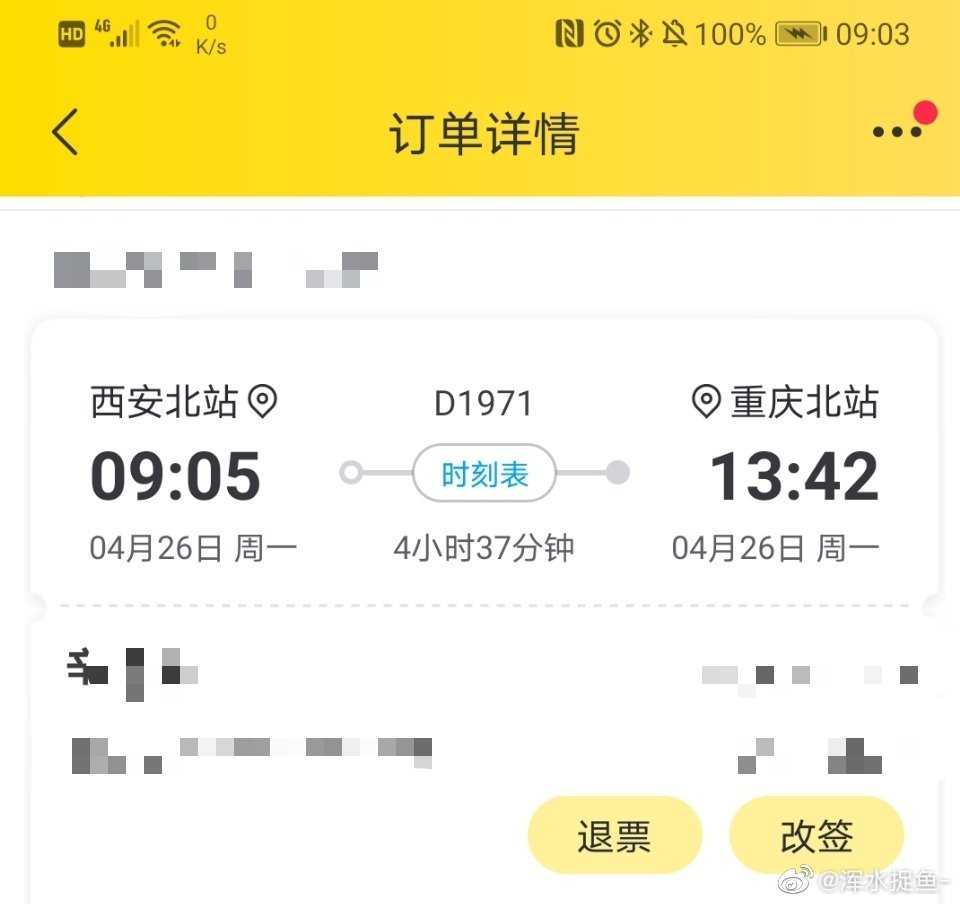 HD 4G 0 K/s 100% 09:03
订单详情
西安北站 D1971 重庆北站
09:05 时刻表 13:42
04月26日 周一 4小时37分钟 04月26日 周一
退票 改签
@浑水捉鱼-